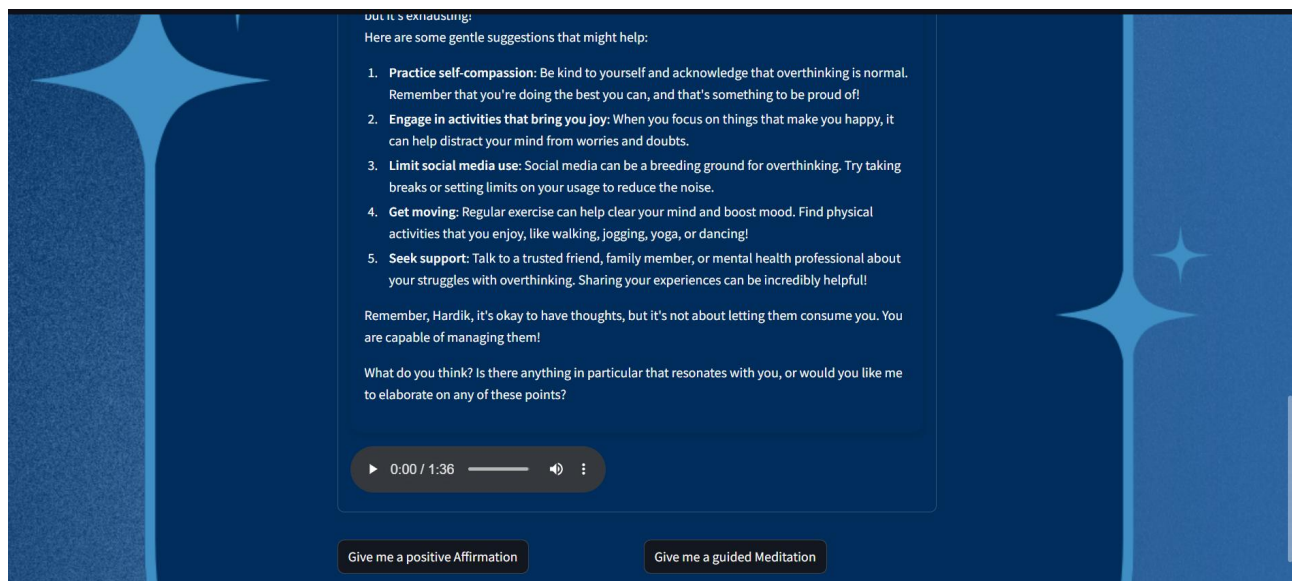 but it's exhausting!
Here are some gentle suggestions that might help:
1. Practice self-compassion: Be kind to yourself and acknowledge that overthinking is normal.
Remember that you're doing the best you can, and that's something to be proud of!
2. Engage in activities that bring you joy: When you focus on things that make you happy, it
can help distract your mind from worries and doubts.
3. Limit social media use: Social media can be a breeding ground for overthinking. Try taking
breaks or setting limits on your usage to reduce the noise.
4. Get moving: Regular exercise can help clear your mind and boost mood. Find physical
activities that you enjoy, like walking, jogging, yoga, or dancing!
5. Seek support: Talk to a trusted friend, family member, or mental health professional about
your struggles with overthinking. Sharing your experiences can be incredibly helpful!
Remember, Hardik, it's okay to have thoughts, but it's not about letting them consume you. You
are capable of managing them!
What do you think? Is there anything in particular that resonates with you, or would you like me
to elaborate on any of these points?
0:00 / 1:36
Give me a positive Affirmation
Give me a guided Meditation